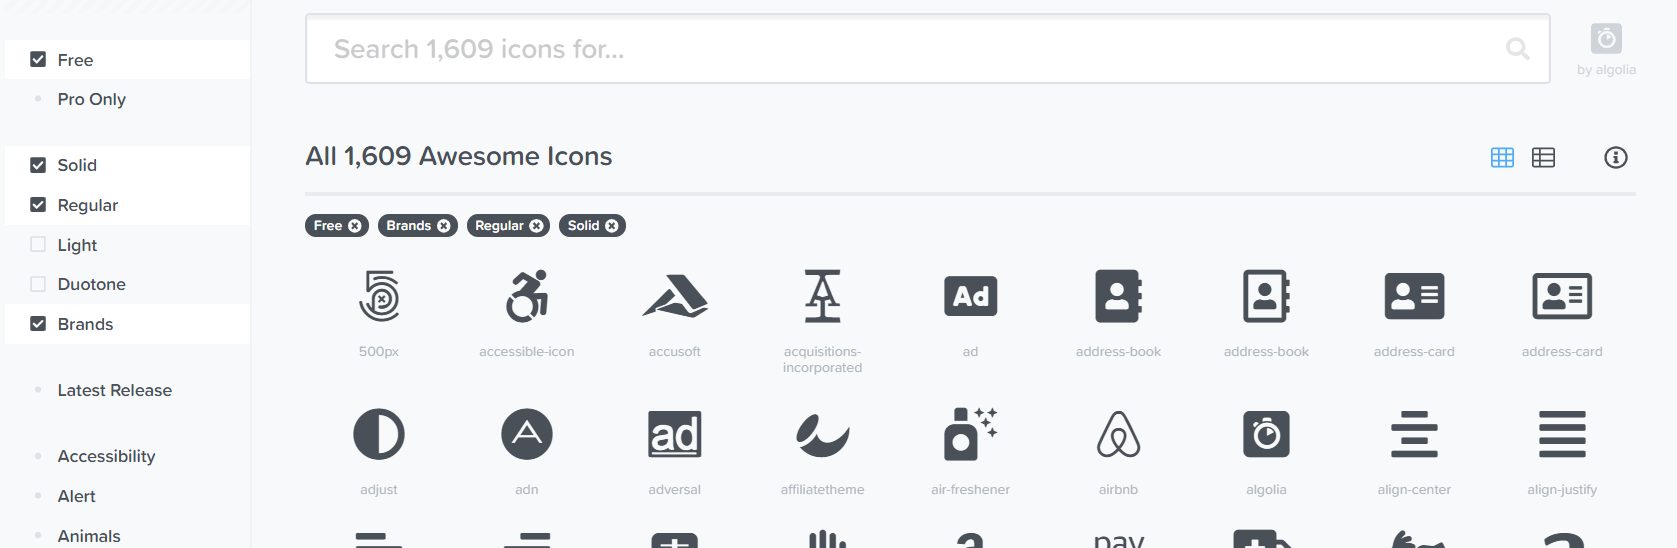 Search 1,609 icons for...
by algolia
Free
Pro Only
Solid
Regular
Light
Duotone
Brands
Latest Release
Accessibility
Alert
Animals
All 1,609 Awesome Icons
Free Brands Regular Solid
Ad
500px accessible-icon accusoft acquisitions-incorporated ad address-book address-book address-card address-card
ad
adjust adn adversal affiliatetheme air-freshener airbnb algolia align-center align-justify
pay